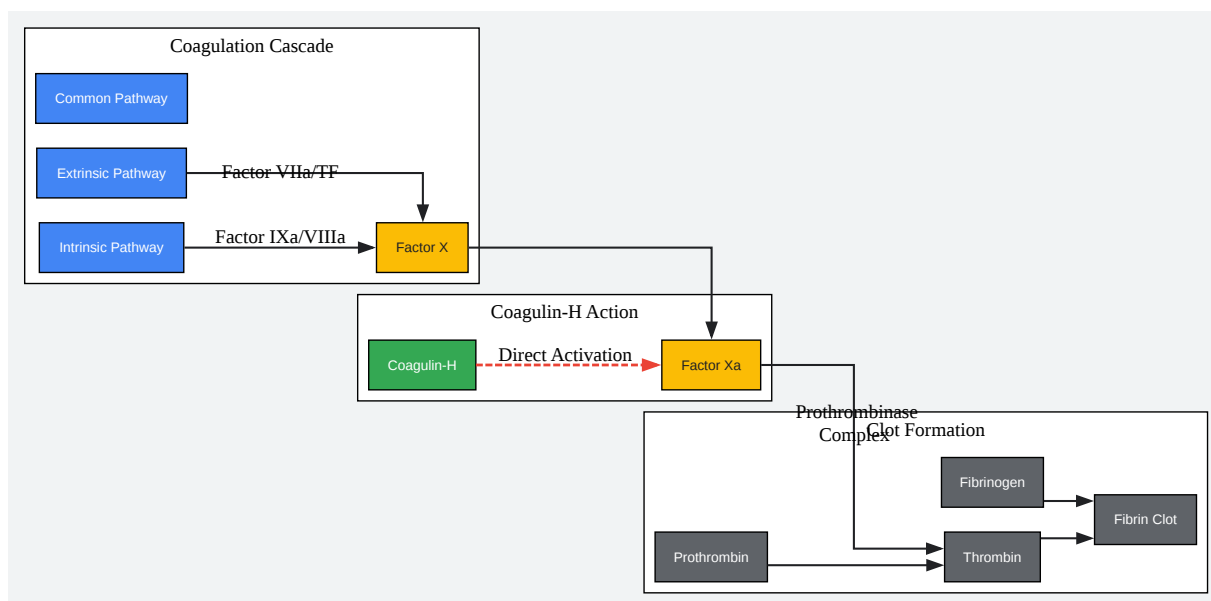 Coagulation Cascade
Common Pathway
Extrinsic Pathway
Factor VIIa/TF
Intrinsic Pathway
Factor IXa/VIIIa
Factor X
Coagulin-H Action
Coagulin-H
Direct Activation
Factor Xa
Prothrombinase
Complex
Clot Formation
Fibrinogen
Fibrin Clot
Prothrombin
Thrombin